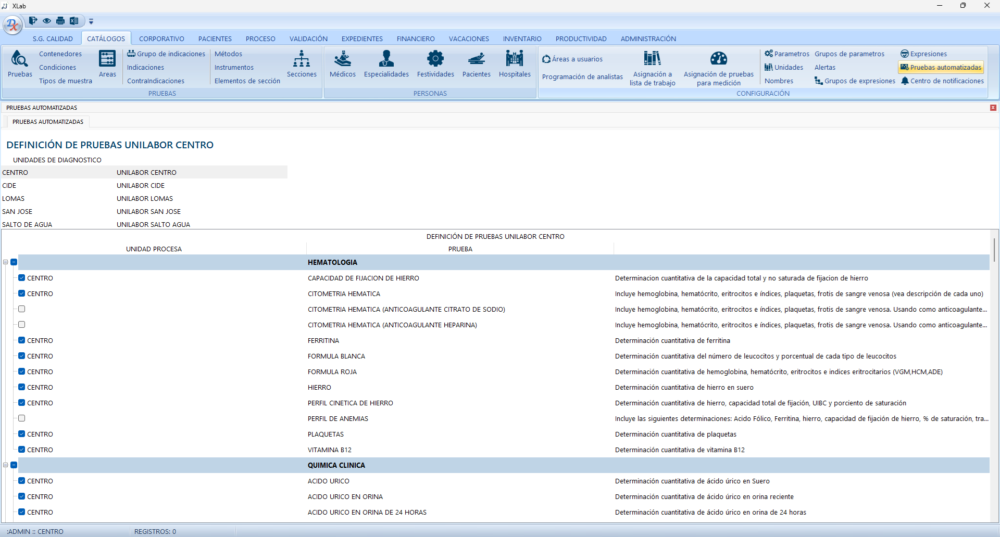 XLab
S.G. CALIDAD CATÁLOGOS CORPORATIVO PACIENTES PROCESO VALIDACIÓN EXPEDIENTES FINANCIERO VACACIONES INVENTARIO PRODUCTIVIDAD ADMINISTRACIÓN
Pruebas
Contenedores
Condiciones
Tipos de muestra
Areas
Grupo de indicaciones
Indicaciones
ContraIndicaciones
Métodos
Instrumentos
Elementos de sección
Secciones
PRUEBAS
Médicos
Especialidades
Festividades
Pacientes
Hospitales
PERSONAS
Áreas a usuarios
Programación de analistas
Asignación a
lista de trabajo
Asignación de pruebas
para medición
Parametros
Unidades
Nombres
Grupos de parametros
Alertas
Grupos de expresiones
Expresiones
Pruebas automatizadas
Centro de notificaciones
CONFIGURACIÓN
PRUEBAS AUTOMATIZADAS
PRUEBAS AUTOMATIZADAS
DEFINICIÓN DE PRUEBAS UNILABOR CENTRO
UNIDADES DE DIAGNOSTICO
CENTRO UNILABOR CENTRO
CIDE UNILABOR CIDE
LOMAS UNILABOR LOMAS
SAN JOSE UNILABOR SAN JOSE
SALTO DE AGUA UNILABOR SALTO AGUA
DEFINICIÓN DE PRUEBAS UNILABOR CENTRO
UNIDAD PROCESA PRUEBA
HEMATOLOGIA
CENTRO CAPACIDAD DE FIJACION DE HIERRO Determinacion cuantitativa de la capacidad total y no saturada de fijacion de hierro
CENTRO CITOMETRIA HEMATICA Incluye hemoglobina, hematócrito, eritrocitos e índices, plaquetas, frotis de sangre venosa (vea descripción de cada uno)
CITOMETRIA HEMATICA (ANTICOAGULANTE CITRATO DE SODIO) Incluye hemoglobina, hematócrito, eritrocitos e índices, plaquetas, frotis de sangre venosa. Usando como anticoagulante...
CITOMETRIA HEMATICA (ANTICOAGULANTE HEPARINA) Incluye hemoglobina, hematócrito, eritrocitos e índices, plaquetas, frotis de sangre venosa. Usando como anticoagulante...
CENTRO FERRITINA Determinación cuantitativa de ferritina
CENTRO FORMULA BLANCA Determinación cuantitativa del número de leucocitos y porcentual de cada tipo de leucocitos
CENTRO FORMULA ROJA Determinación cuantitativa de hemoglobina, hematócrito, eritrocitos e indices eritrocitarios (VGM,HCM,ADE)
CENTRO HIERRO Determinación cuantitativa de hierro en suero
CENTRO PERFIL CINETICA DE HIERRO Determinación cuantitativa de hierro, capacidad total de fijación, UIBC y porciento de saturación
PERFIL DE ANEMIAS Incluye las siguientes determinaciones: Acido Fólico, Ferritina, hierro, capacidad de fijación de hierro, % de saturación, tra...
CENTRO PLAQUETAS Determinación cuantitativa de plaquetas
CENTRO VITAMINA B12 Determinación cuantitativa de vitamina B12
QUIMICA CLINICA
CENTRO ACIDO URICO Determinación cuantitativa de ácido úrico en Suero
CENTRO ACIDO URICO EN ORINA Determinación cuantitativa de ácido úrico en orina reciente
CENTRO ACIDO URICO EN ORINA DE 24 HORAS Determinación cuantitativa de ácido úrico en orina de 24 horas
:ADMIN :: CENTRO REGISTROS: 0